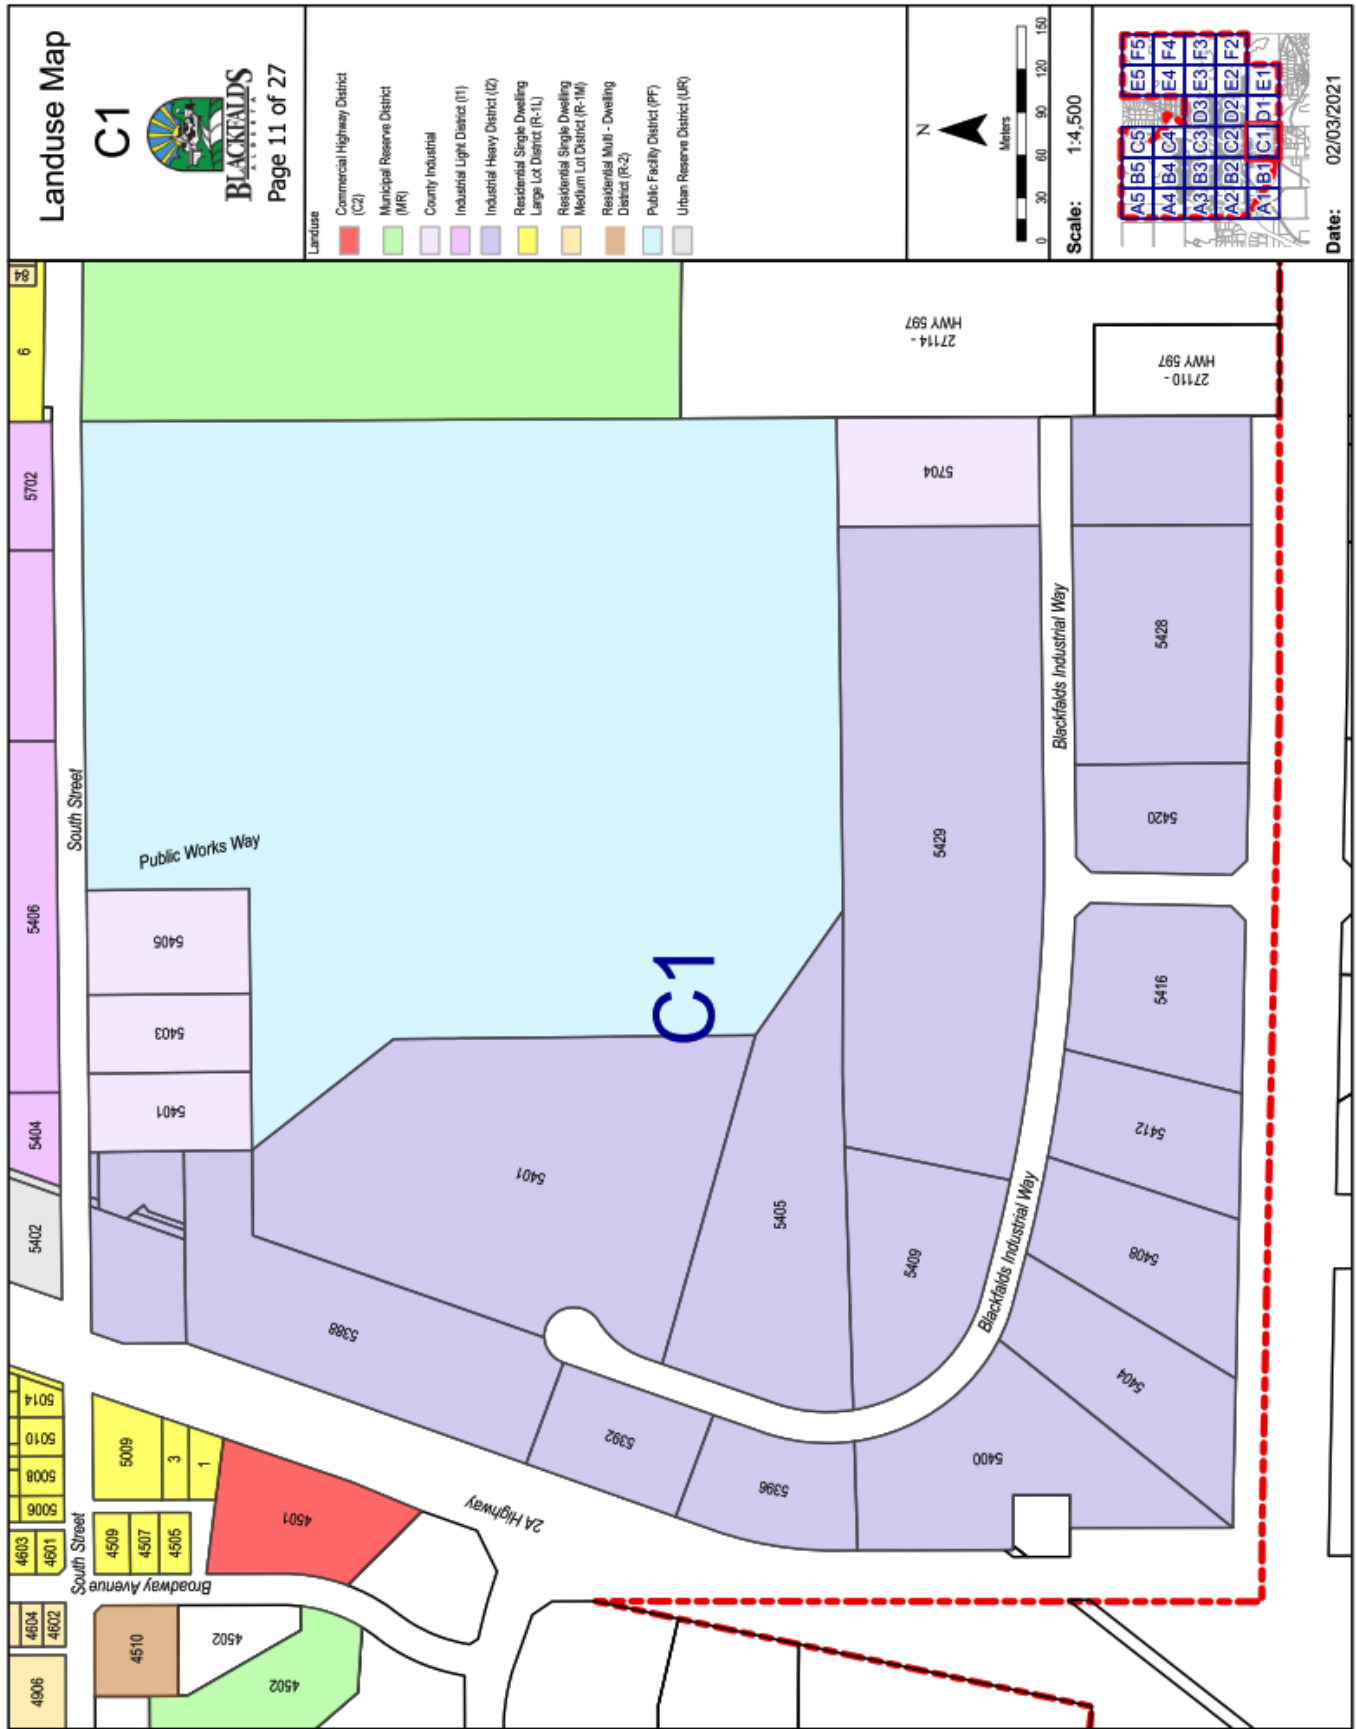 Landuse Map
C1
BLACKFALDS
ALBERTA
Page 11 of 27
Landuse
Commercial Highway District
(C2)
Municipal Reserve District
(MR)
County Industrial
Industrial Light District (I1)
Industrial Heavy District (I2)
Residential Single Dwelling
Large Lot District (R-1L)
Residential Single Dwelling
Medium Lot District (R-1M)
Residential Multi - Dwelling
District (R-2)
Public Facility District (PF)
Urban Reserve District (UR)
N
Meters
0 30 60 90 120 150
Scale: 1:4,500
A5 B5 C5 E5 F5
A4 B4 C4 E4 F4
A3 B3 C3 D3 E3 F3
A2 B2 C2 D2 E2 F2
A1 B1 C1 D1 E1
Date: 02/03/2021
84
6
5702
5406
5404
5402
5014
5010
5008
5006
4603
4601
4604
4602
4906
South Street
South Street
Public Works Way
5405
5403
5401
5009
3
1
4509
4507
4505
Broadway Avenue
4510
4502
4502
4501
2A Highway
C1
5401
5388
5392
5396
5405
5409
5400
5429
5704
27114 -
HWY 597
27110 -
HWY 597
Blackfalds Industrial Way
Blackfalds Industrial Way
5428
5420
5416
5412
5408
5404